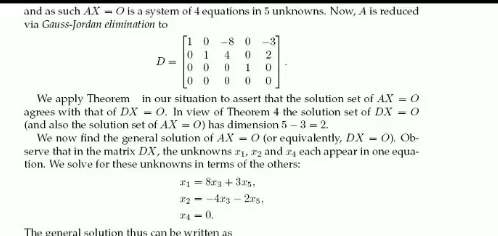 and as such AX = O is a system of 4 equations in 5 unknowns. Now, A is reduced
via Gauss-Jordan elimination to
D = [1 0 −8 0 −3
0 1 4 0 2
0 0 0 1 0
0 0 0 0 0].
We apply Theorem in our situation to assert that the solution set of AX = O
agrees with that of DX = O. In view of Theorem 4 the solution set of DX = O
(and also the solution set of AX = O) has dimension 5 − 3 = 2.
We now find the general solution of AX = O (or equivalently, DX = O). Ob-
serve that in the matrix DX, the unknowns x₁, x₂ and x₄ each appear in one equa-
tion. We solve for these unknowns in terms of the others:
x₁ = 8x₃ + 3x₅,
x₂ = −4x₃ − 2x₅,
x₄ = 0.
The general solution thus can be written as